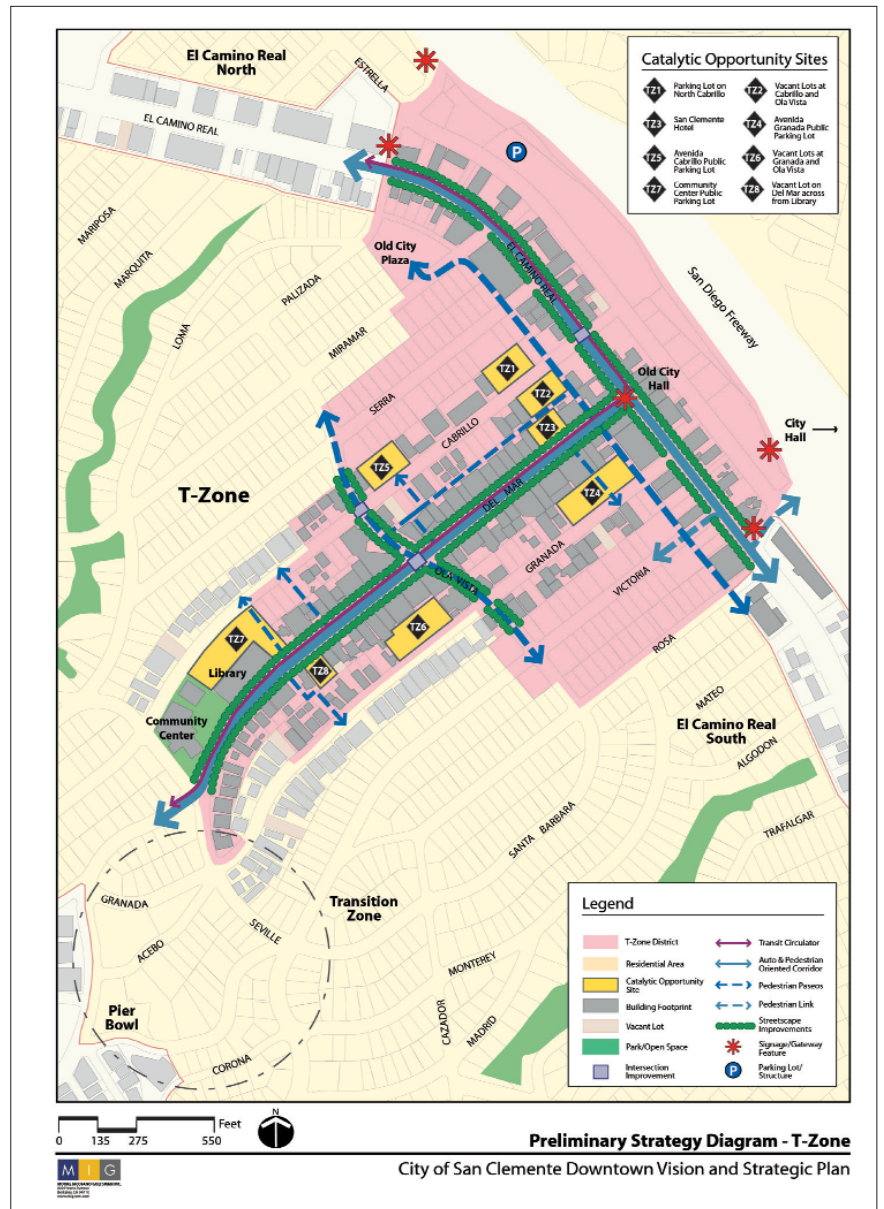 El Camino Real
North
ESTRELLA
EL CAMINO REAL
Catalytic Opportunity Sites
TZ1 Parking Lot on
North Cabrillo
TZ2 Vacant Lots at
Cabrillo and
Ola Vista
TZ3 San Clemente
Hotel
TZ4 Avenida
Granada Public
Parking Lot
TZ5 Avenida
Cabrillo Public
Parking Lot
TZ6 Vacant Lots at
Granada and
Ola Vista
TZ7 Community
Center Public
Parking Lot
TZ8 Vacant Lot on
Del Mar across
from Library
P
MARIPOSA
MARQUITA
LOMA
PALIZADA
MIRAMAR
SERRA
CABRILLO
Old City
Plaza
EL CAMINO REAL
San Diego Freeway
Old City
Hall
City
Hall
TZ1
TZ2
TZ3
TZ4
TZ5
T-Zone
DEL MAR
GRANADA
VICTORIA
OLA VISTA
ROSA
TZ6
TZ7
TZ8
Library
Community
Center
MATEO
El Camino Real
South
ALGODON
TRAFALGAR
SANTA BARBARA
Transition
Zone
GRANADA
SEVILLE
ACEBO
MONTEREY
CAZADOR
MADRID
Pier
Bowl
CORONA
Legend
T-Zone District
Residential Area
Catalytic Opportunity
Site
Building Footprint
Vacant Lot
Park/Open Space
Intersection
Improvement
Transit Circulator
Auto & Pedestrian
Oriented Corridor
Pedestrian Paseos
Pedestrian Link
Streetscape
Improvements
Signage/Gateway
Feature
P Parking Lot/
Structure
0 135 275 550 Feet
N
Preliminary Strategy Diagram - T-Zone
City of San Clemente Downtown Vision and Strategic Plan
M I G